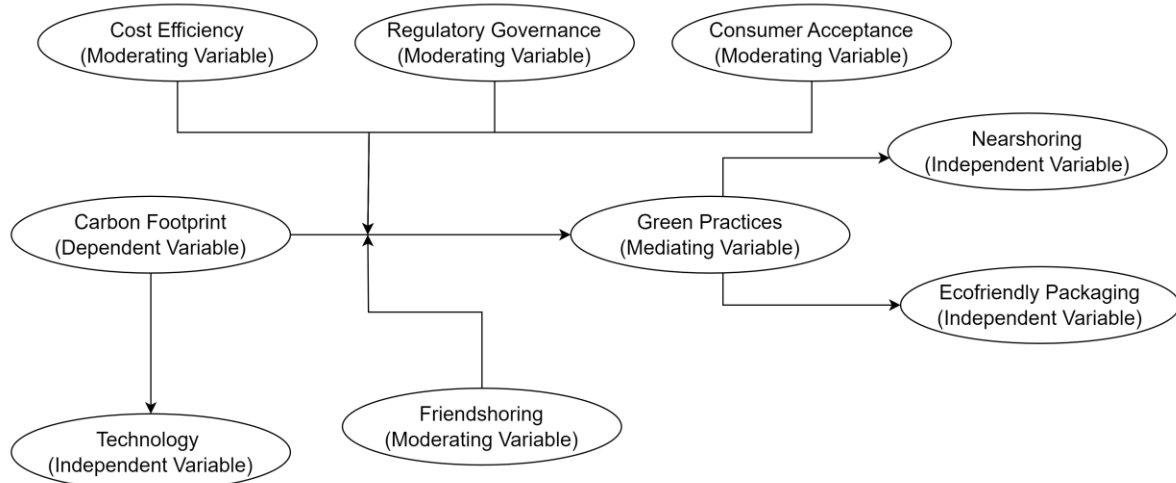 Cost Efficiency
(Moderating Variable)
Regulatory Governance
(Moderating Variable)
Consumer Acceptance
(Moderating Variable)
Nearshoring
(Independent Variable)
Carbon Footprint
(Dependent Variable)
Green Practices
(Mediating Variable)
Ecofriendly Packaging
(Independent Variable)
Friendshoring
(Moderating Variable)
Technology
(Independent Variable)